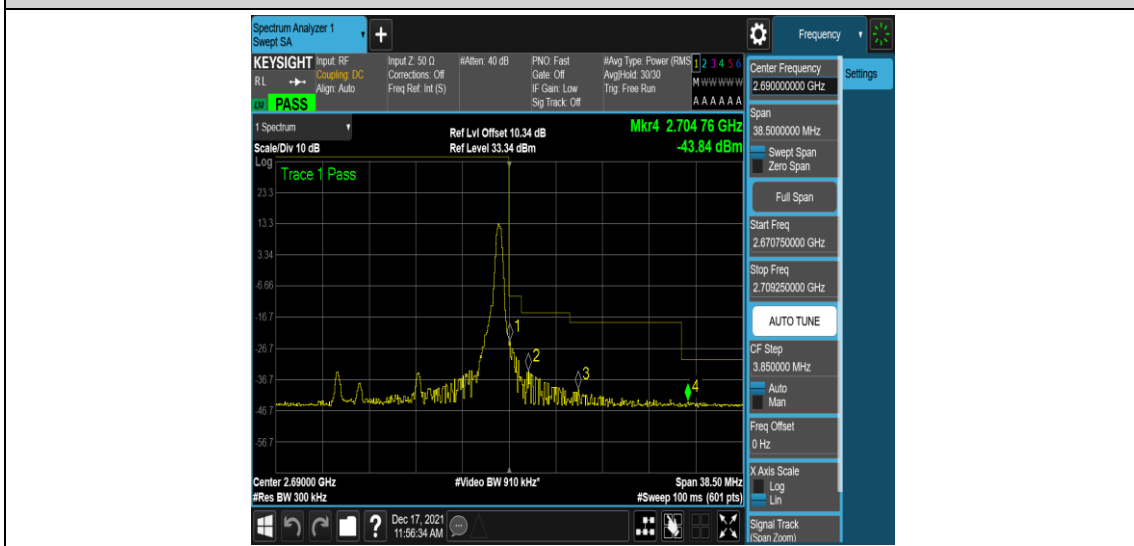 Spectrum Analyzer 1
Swept SA
+
Frequency
KEYSIGHT
RL
LXI PASS
Input: RF
Coupling: DC
Align: Auto
Input Z: 50 Ω
Corrections: Off
Freq Ref: Int (S)
#Atten: 40 dB
PNO: Fast
Gate: Off
IF Gain: Low
Sig Track: Off
#Avg Type: Power (RMS
Avg|Hold: 30/30
Trig: Free Run
1 2 3 4 5 6
M W W W W W
A A A A A A
1 Spectrum
Scale/Div 10 dB
Ref Lvl Offset 10.34 dB
Ref Level 33.34 dBm
Mkr4 2.704 76 GHz
-43.84 dBm
Log
Trace 1 Pass
23.3
13.3
3.34
-6.66
-16.7
-26.7
-36.7
-46.7
-56.7
1
2
3
4
Center 2.69000 GHz
#Res BW 300 kHz
#Video BW 910 kHz*
Span 38.50 MHz
#Sweep 100 ms (601 pts)
Dec 17, 2021
11:56:34 AM
?
Center Frequency
2.690000000 GHz
Settings
Span
38.5000000 MHz
Swept Span
Zero Span
Full Span
Start Freq
2.670750000 GHz
Stop Freq
2.709250000 GHz
AUTO TUNE
CF Step
3.850000 MHz
Auto
Man
Freq Offset
0 Hz
X Axis Scale
Log
Lin
Signal Track
(Span Zoom)